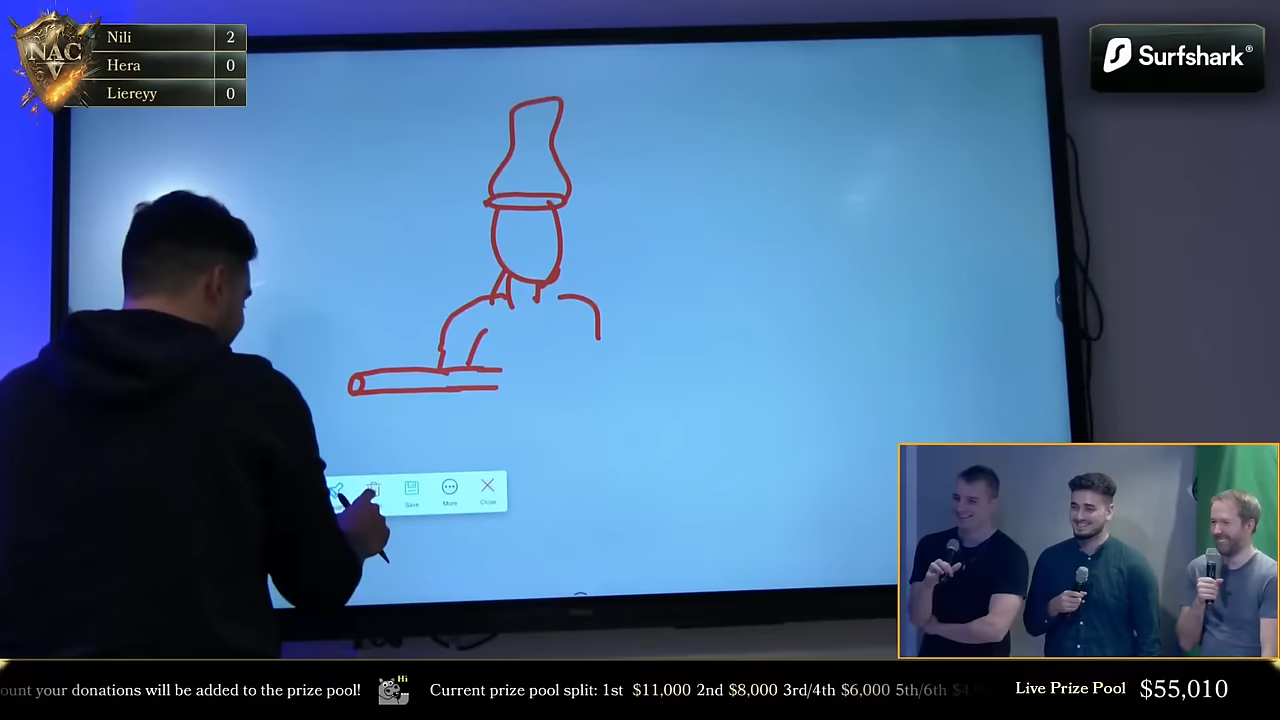 NAC
V
Nili 2
Hera 0
Liereyy 0
Surfshark®
Save
More
Close
ount your donations will be added to the prize pool!
Hi
Current prize pool split: 1st $11,000 2nd $8,000 3rd/4th $6,000 5th/6th
Live Prize Pool $55,010